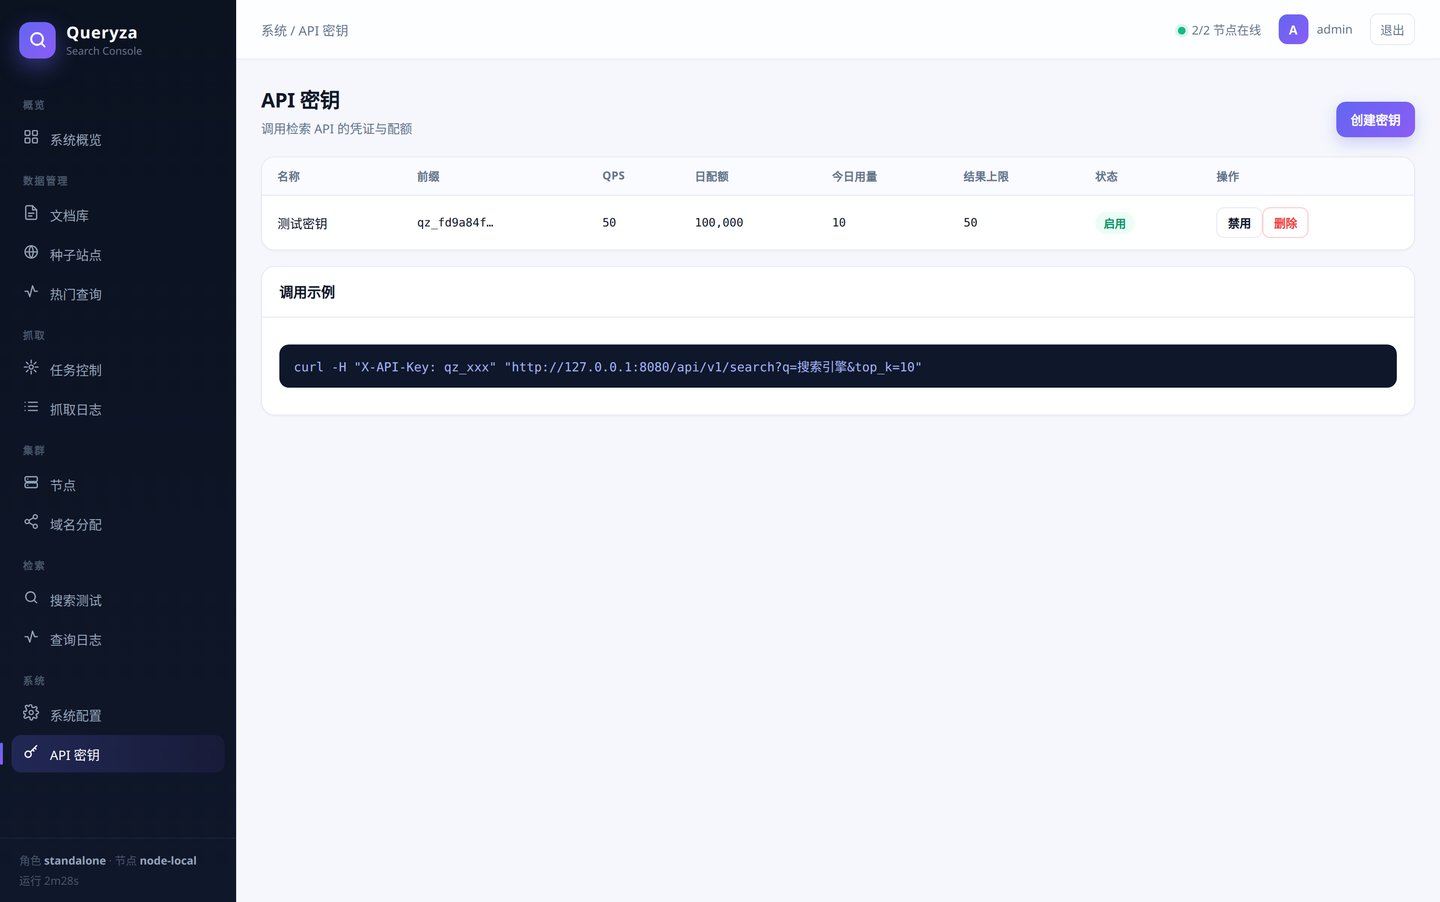 Queryza
Search Console
概览
系统概览
数据管理
文档库
种子站点
热门查询
抓取
任务控制
抓取日志
集群
节点
域名分配
检索
搜索测试
查询日志
系统
系统配置
API 密钥
角色 standalone · 节点 node-local
运行 2m28s
系统 / API 密钥
2/2 节点在线
A
admin
退出
API 密钥
调用检索 API 的凭证与配额
创建密钥
名称 前缀 QPS 日配额 今日用量 结果上限 状态 操作
测试密钥 qz_fd9a84f… 50 100,000 10 50 启用 禁用 删除
调用示例
curl -H "X-API-Key: qz_xxx" "http://127.0.0.1:8080/api/v1/search?q=搜索引擎&top_k=10"